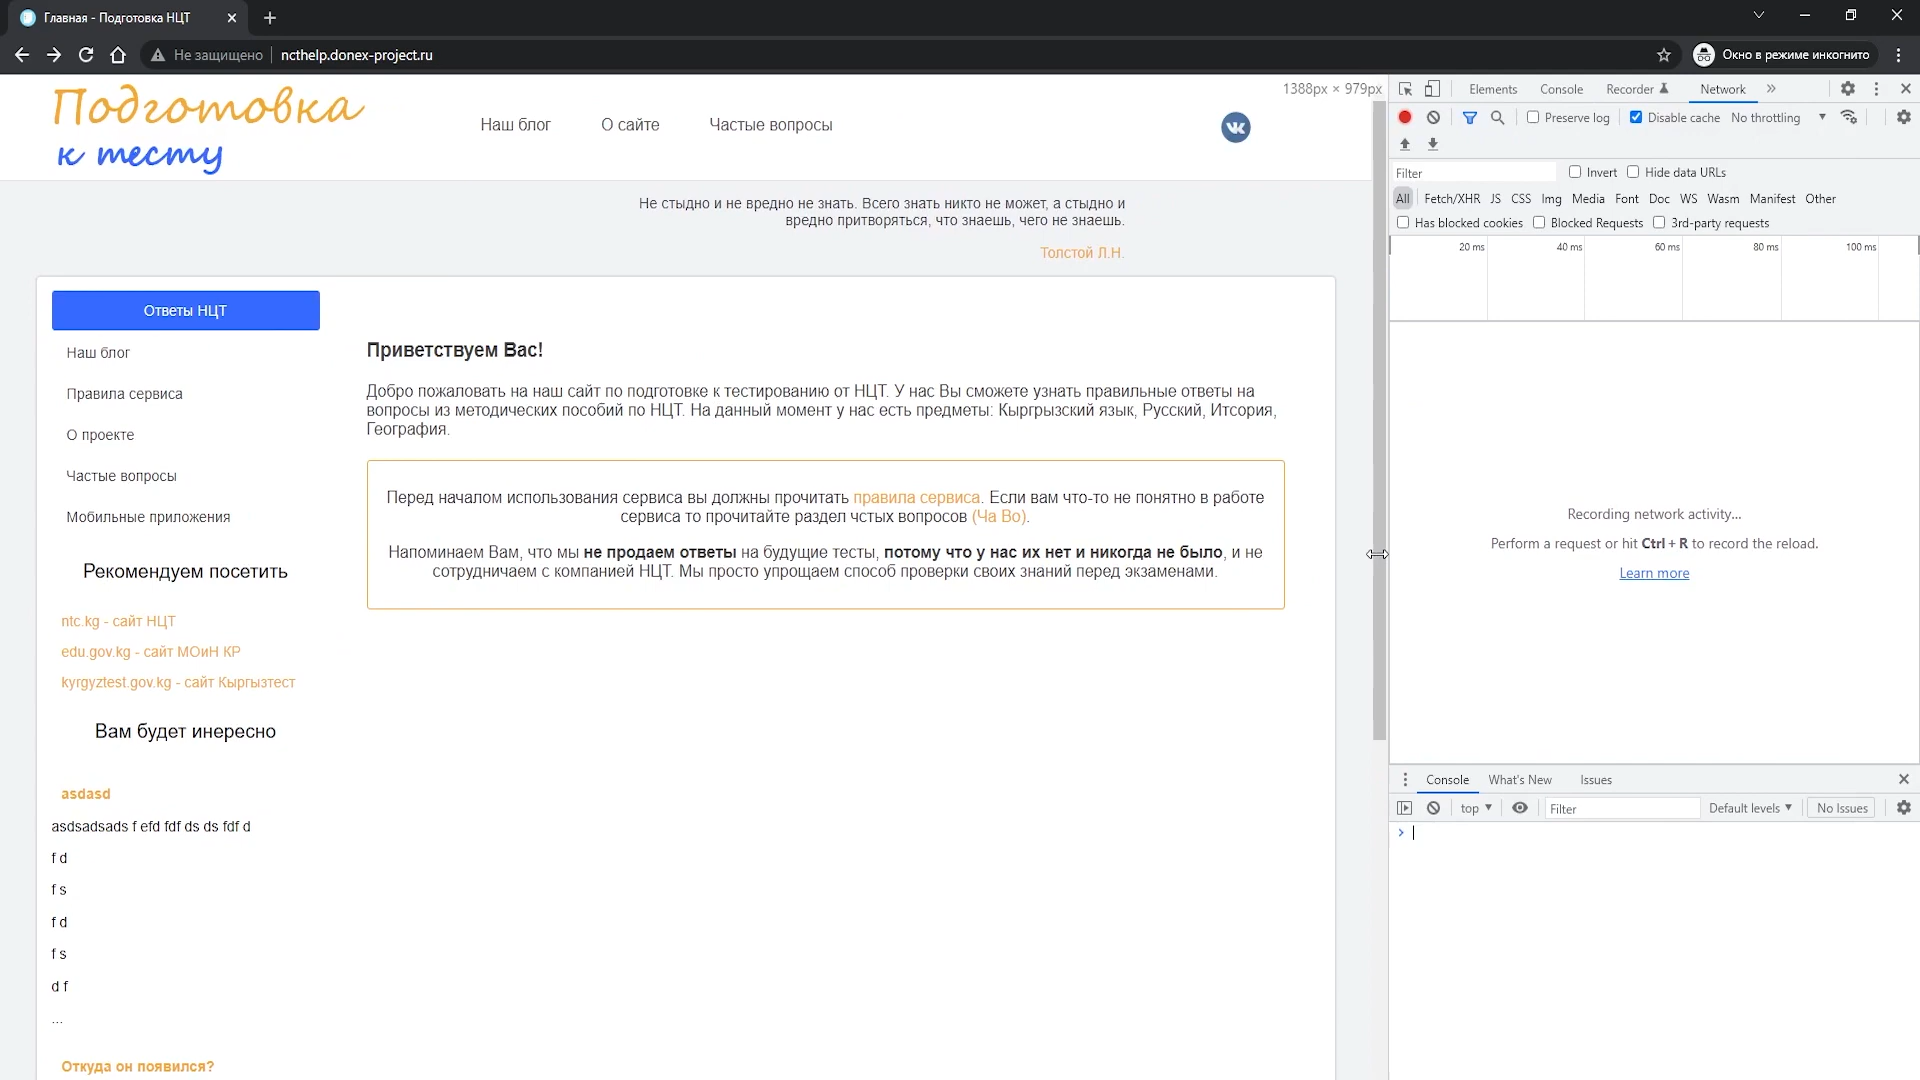 Главная - Подготовка НЦТ
Не защищено
ncthelp.donex-project.ru
Окно в режиме инкогнито
1388px × 979px
Подготовка
к тесту
Наш блог
О сайте
Частые вопросы
Не стыдно и не вредно не знать. Всего знать никто не может, а стыдно и
вредно притворяться, что знаешь, чего не знаешь.
Толстой Л.Н.
Ответы НЦТ
Наш блог
Правила сервиса
О проекте
Частые вопросы
Мобильные приложения
Рекомендуем посетить
ntc.kg - сайт НЦТ
edu.gov.kg - сайт МОиН КР
kyrgyztest.gov.kg - сайт Кыргызтест
Вам будет инересно
asdasd
asdsadsads f efd fdf ds ds fdf d
f d
f s
f d
f s
d f
...
Откуда он появился?
Приветствуем Вас!
Добро пожаловать на наш сайт по подготовке к тестированию от НЦТ. У нас Вы сможете узнать правильные ответы на
вопросы из методических пособий по НЦТ. На данный момент у нас есть предметы: Кыргызский язык, Русский, Итсория,
География.
Перед началом использования сервиса вы должны прочитать правила сервиса. Если вам что-то не понятно в работе
сервиса то прочитайте раздел чстых вопросов (Ча Во).
Напоминаем Вам, что мы не продаем ответы на будущие тесты, потому что у нас их нет и никогда не было, и не
сотрудничаем с компанией НЦТ. Мы просто упрощаем способ проверки своих знаний перед экзаменами.
Elements Console Recorder Network
Preserve log Disable cache No throttling
Filter Invert Hide data URLs
All Fetch/XHR JS CSS Img Media Font Doc WS Wasm Manifest Other
Has blocked cookies Blocked Requests 3rd-party requests
20 ms 40 ms 60 ms 80 ms 100 ms
Recording network activity...
Perform a request or hit Ctrl + R to record the reload.
Learn more
Console What's New Issues
top Filter Default levels No Issues